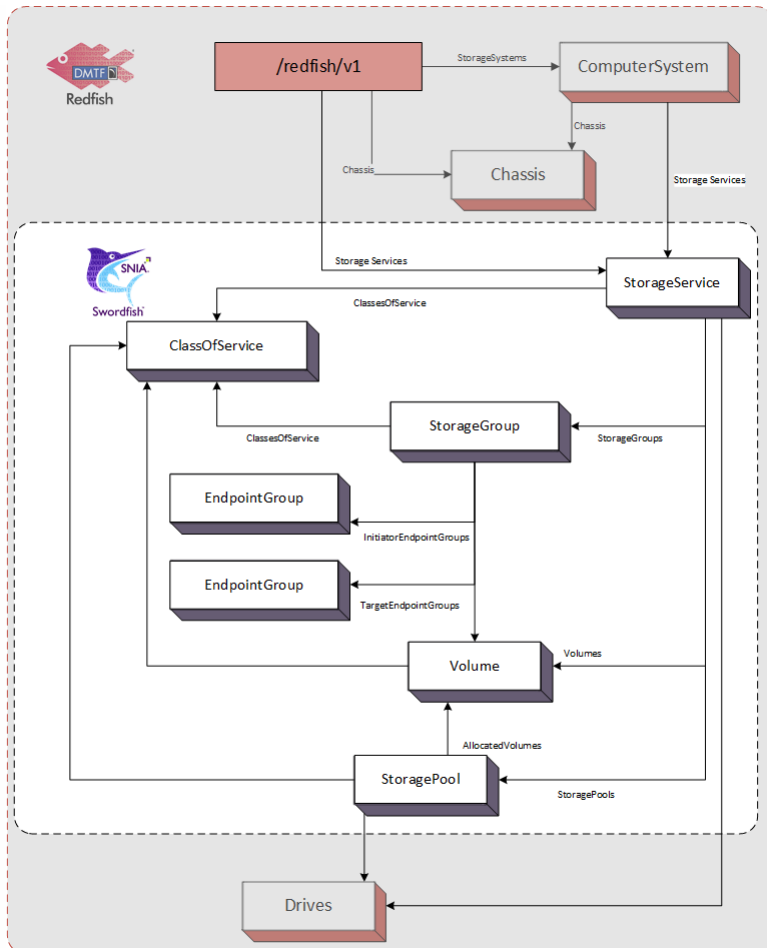 /redfish/v1
StorageSystems
ComputerSystem
DMTF
Redfish
Chassis
Chassis
Chassis
Storage Services
SNIA
Swordfish
Storage Services
StorageService
ClassesOfService
ClassOfService
StorageGroup
ClassesOfService
StorageGroups
EndpointGroup
InitiatorEndpointGroups
EndpointGroup
TargetEndpointGroups
Volume
Volumes
AllocatedVolumes
StoragePool
StoragePools
Drives